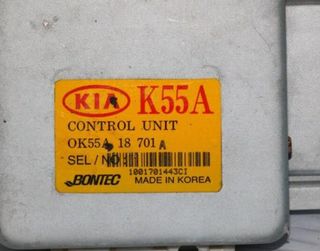 KIA K55A
CONTROL UNIT
OK55A 18 701 A
SEL / NO
1001701443CI
BONTEC MADE IN KOREA